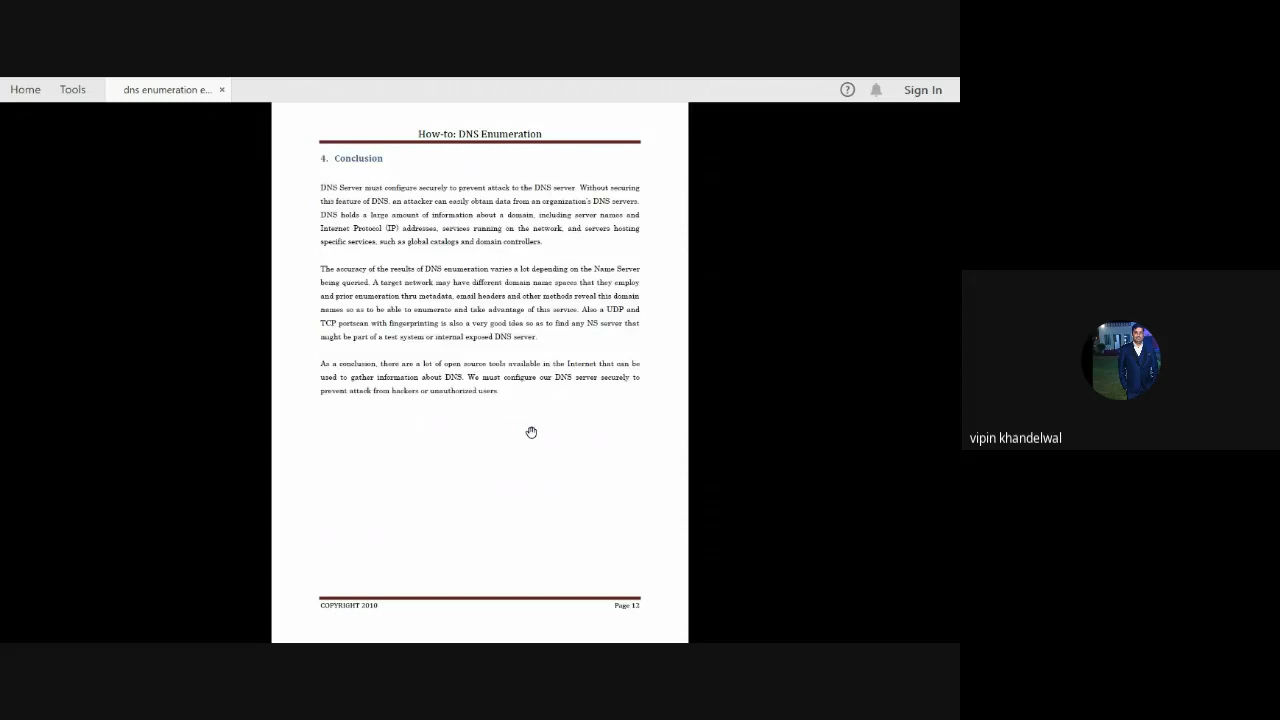 Home Tools dns enumeration e... × ? Sign In
How-to: DNS Enumeration
4. Conclusion
DNS Server must configure securely to prevent attack to the DNS server. Without securing
this feature of DNS, an attacker can easily obtain data from an organization's DNS servers.
DNS holds a large amount of information about a domain, including server names and
Internet Protocol (IP) addresses, services running on the network, and servers hosting
specific services, such as global catalogs and domain controllers.
The accuracy of the results of DNS enumeration varies a lot depending on the Name Server
being queried. A target network may have different domain name spaces that they employ
and prior enumeration thru metadata, email headers and other methods reveal this domain
names so as to be able to enumerate and take advantage of this service. Also a UDP and
TCP portscan with fingerprinting is also a very good idea so as to find any NS server that
might be part of a test system or internal exposed DNS server.
As a conclusion, there are a lot of open source tools available in the Internet that can be
used to gather information about DNS. We must configure our DNS server securely to
prevent attack from hackers or unauthorized users.
COPYRIGHT 2010 Page 12
vipin khandelwal